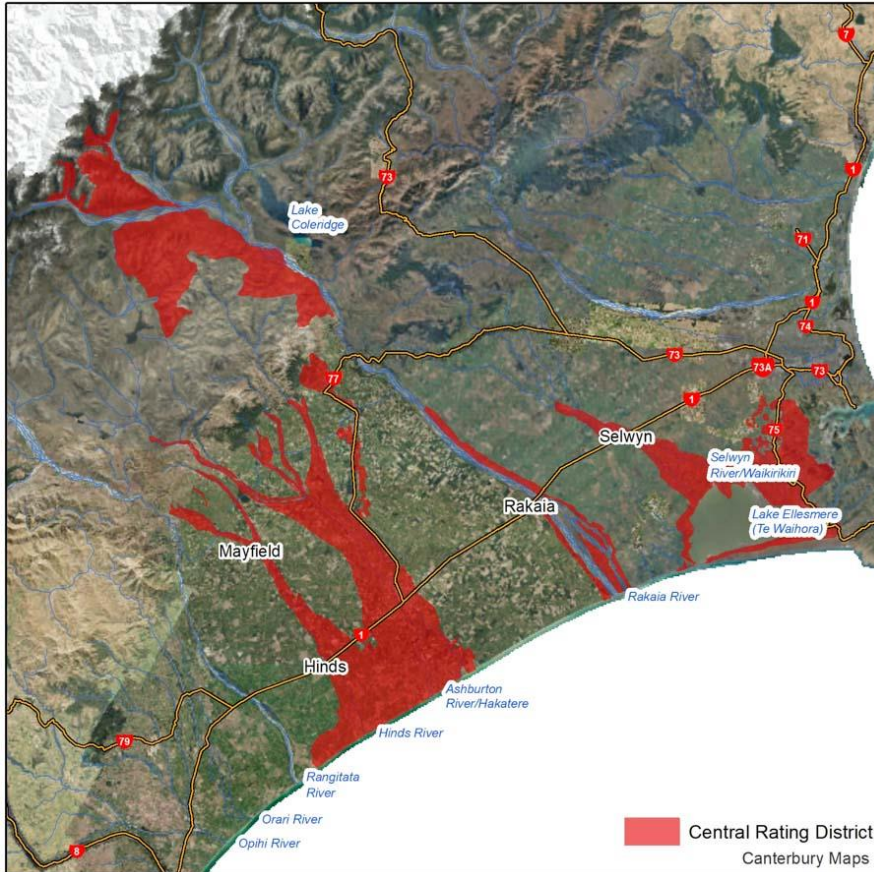 7
1
73
Lake
Coleridge
71
1
74
73
73A
73
77
1
Selwyn
75
Selwyn
River/Waikirikiri
Rakaia
Lake Ellesmere
(Te Waihora)
Mayfield
Rakaia River
1
Hinds
Ashburton
River/Hakatere
Hinds River
79
Rangitata
River
Orari River
Opihi River
8
Central Rating District
Canterbury Maps